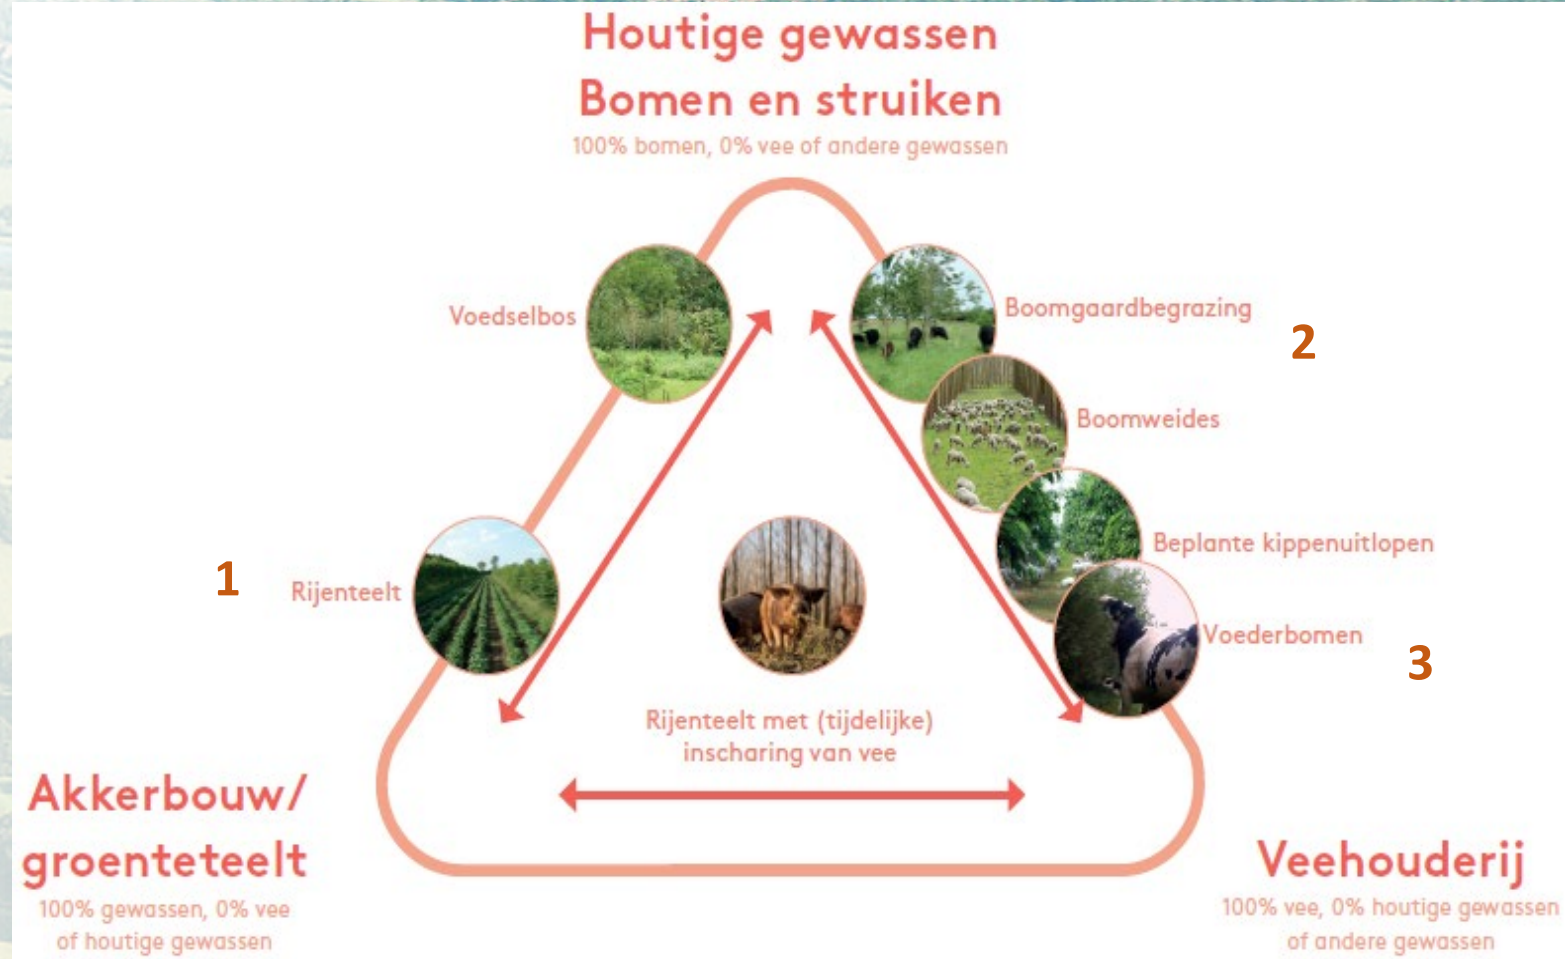 Houtige gewassen
Bomen en struiken
100% bomen, 0% vee of andere gewassen
Voedselbos
Boomgaardbegrazing
2
Boomweides
Beplante kippenuitlopen
1
Rijenteelt
Voederbomen
3
Rijenteelt met (tijdelijke)
inscharing van vee
Akkerbouw/
groenteteelt
100% gewassen, 0% vee
of houtige gewassen
Veehouderij
100% vee, 0% houtige gewassen
of andere gewassen